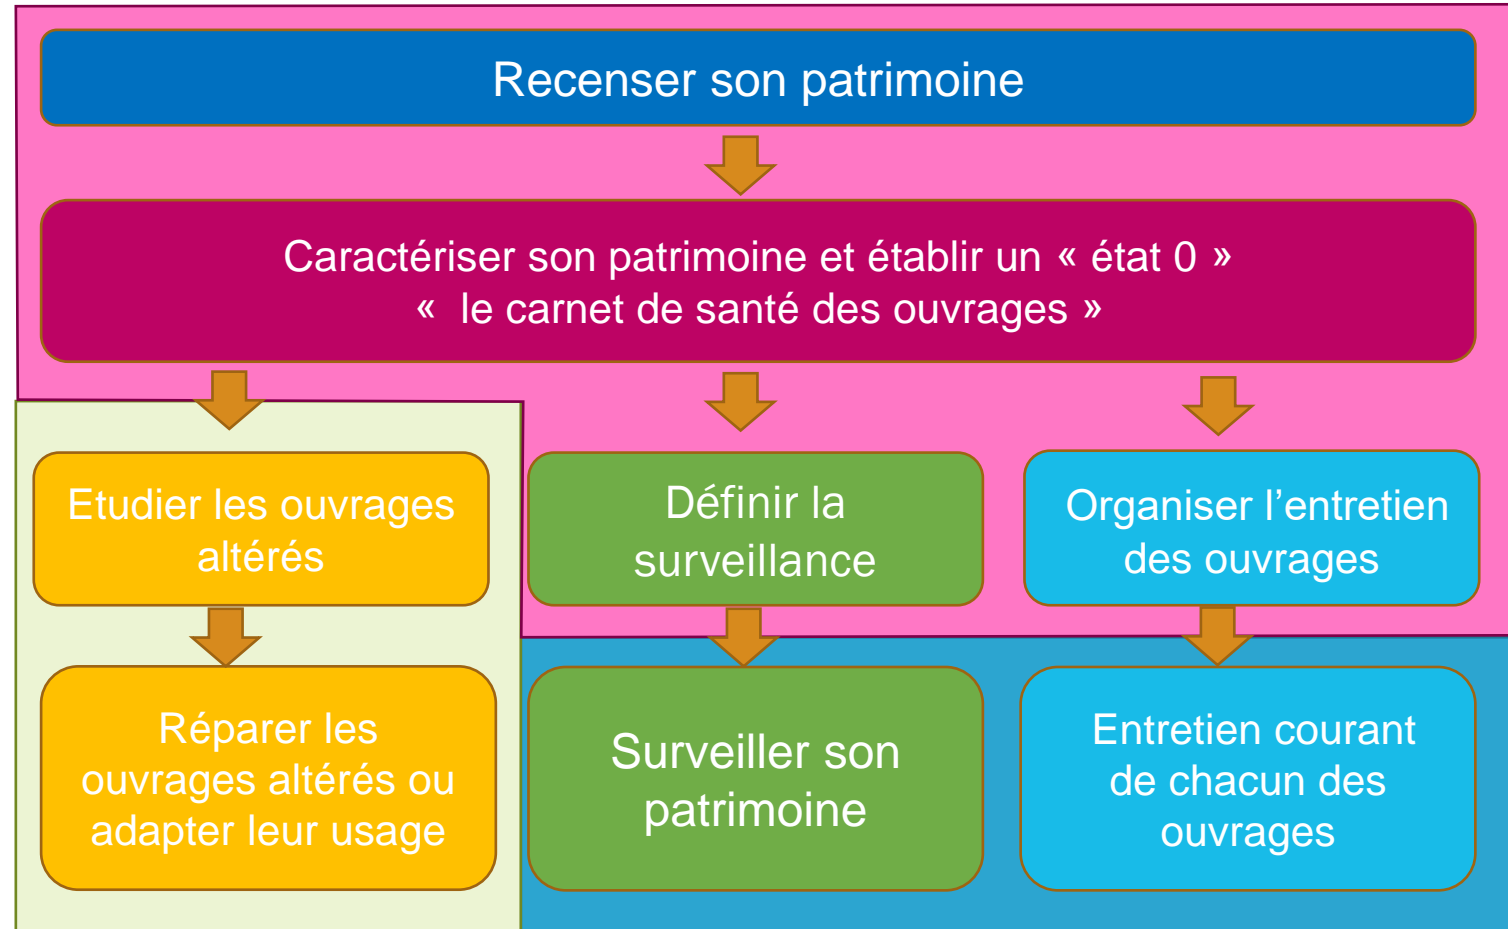 Recenser son patrimoine
Caractériser son patrimoine et établir un « état 0 »
«  le carnet de santé des ouvrages »
Etudier les ouvrages
altérés
Définir la
surveillance
Organiser l’entretien
des ouvrages
Réparer les
ouvrages altérés ou
adapter leur usage
Surveiller son
patrimoine
Entretien courant
de chacun des
ouvrages